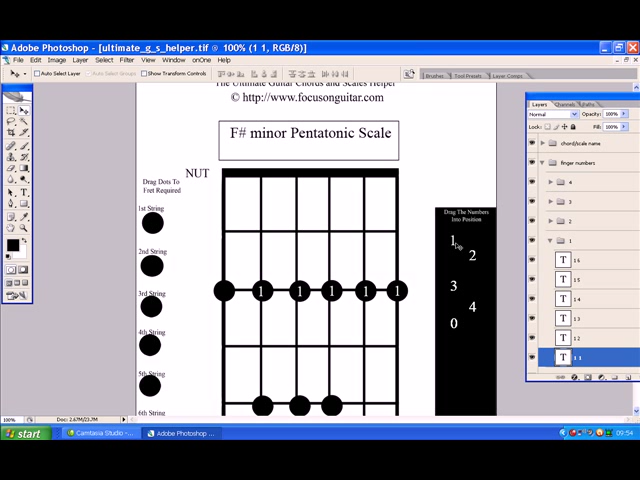 Adobe Photoshop - [ultimate_g_s_helper.tif @ 100% (1 1, RGB/8)]
File Edit Image Layer Select Filter View Window onOne Help
Auto Select Layer Auto Select Groups Show Transform Controls
Brushes Tool Presets Layer Comps
The Ultimate Guitar Chords and Scales Helper
© http://www.focusonguitar.com
F# minor Pentatonic Scale
NUT
Drag Dots To
Fret Required
1st String
2nd String
3rd String
4th String
5th String
6th String
1 1 1 1 1
Drag The Numbers
Into Position
1
2
3
4
0
Layers Channels Paths
Normal Opacity: 100%
Lock: Fill: 100%
chord/scale name
finger numbers
4
3
2
1
T 1 6
T 1 5
T 1 4
T 1 3
T 1 2
T 1 1
100% Doc: 2.67M/23.7M
start Camtasia Studio - ... Adobe Photoshop ... 09:54